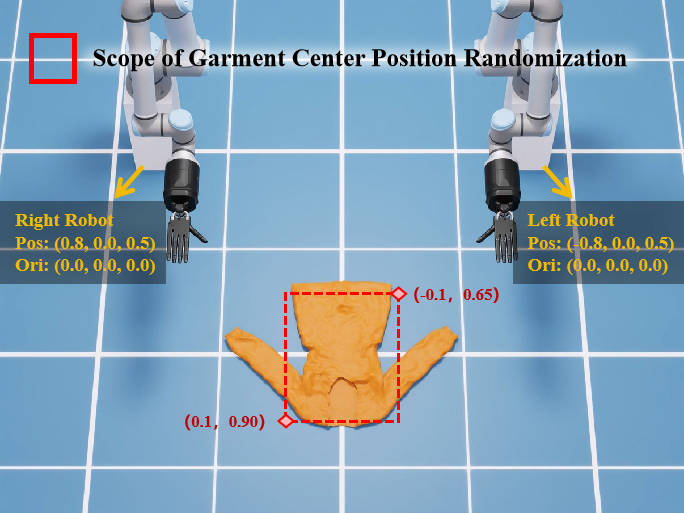 Scope of Garment Center Position Randomization
Right Robot
Pos: (0.8, 0.0, 0.5)
Ori: (0.0, 0.0, 0.0)
Left Robot
Pos: (-0.8, 0.0, 0.5)
Ori: (0.0, 0.0, 0.0)
(-0.1, 0.65)
(0.1, 0.90)